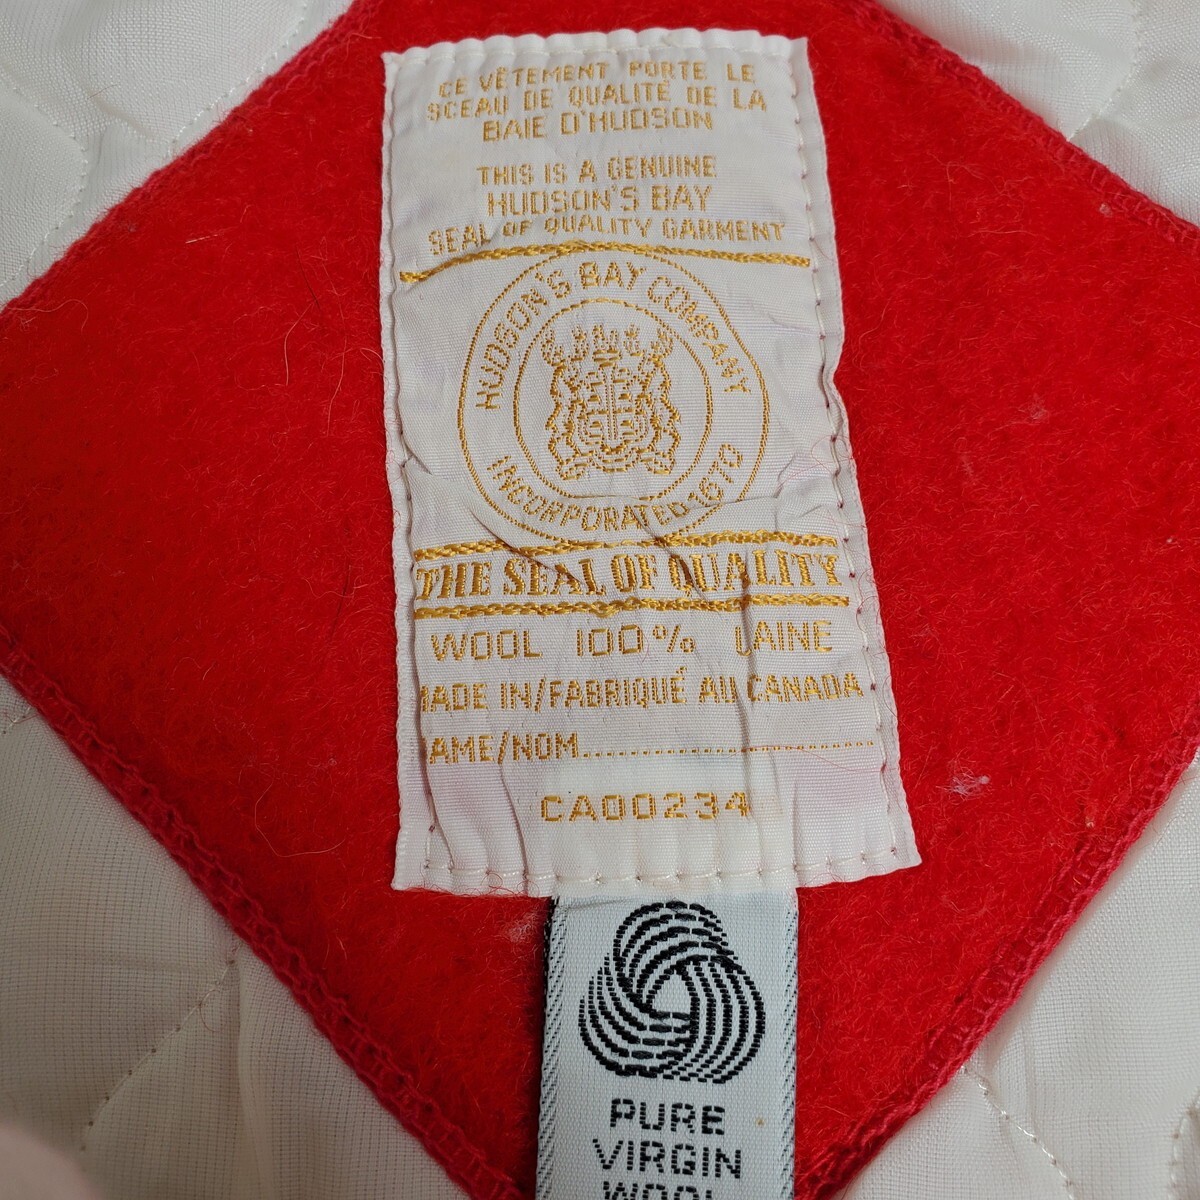 CE VÊTEMENT PORTE LE
SCEAU DE QUALITÉ DE LA
BAIE D'HUDSON
THIS IS A GENUINE
HUDSON'S BAY
SEAL OF QUALITY GARMENT
HUDSON'S BAY COMPANY
INCORPORATED 1670
THE SEAL OF QUALITY
WOOL 100% LAINE
MADE IN/FABRIQUÉ AU CANADA
NAME/NOM..............................
CA00234
PURE
VIRGIN
WOOL